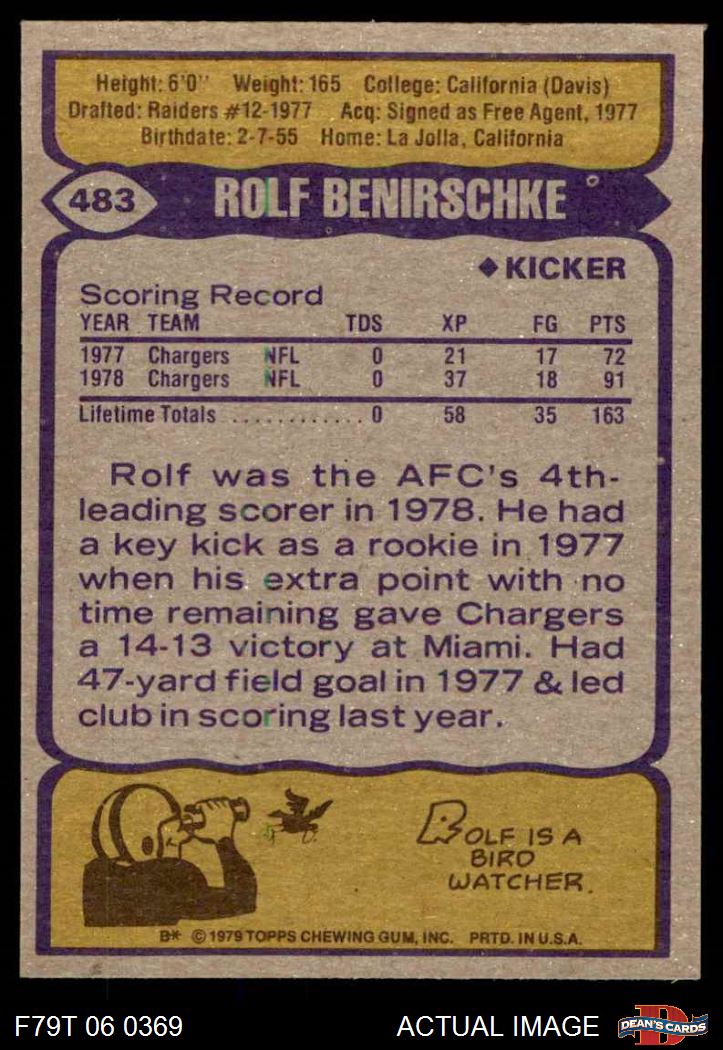 Height: 6'0" Weight: 165 College: California (Davis)
Drafted: Raiders #12-1977 Acq: Signed as Free Agent, 1977
Birthdate: 2-7-55 Home: La Jolla, California
483 ROLF BENIRSCHKE
◆ KICKER
Scoring Record
YEAR TEAM TDS XP FG PTS
1977 Chargers NFL 0 21 17 72
1978 Chargers NFL 0 37 18 91
Lifetime Totals ............ 0 58 35 163
Rolf was the AFC's 4th-
leading scorer in 1978. He had
a key kick as a rookie in 1977
when his extra point with no
time remaining gave Chargers
a 14-13 victory at Miami. Had
47-yard field goal in 1977 & led
club in scoring last year.
ROLF IS A
BIRD
WATCHER.
B* © 1979 TOPPS CHEWING GUM, INC. PRTD. IN U.S.A.
F79T 06 0369 ACTUAL IMAGE D DEAN'S CARDS